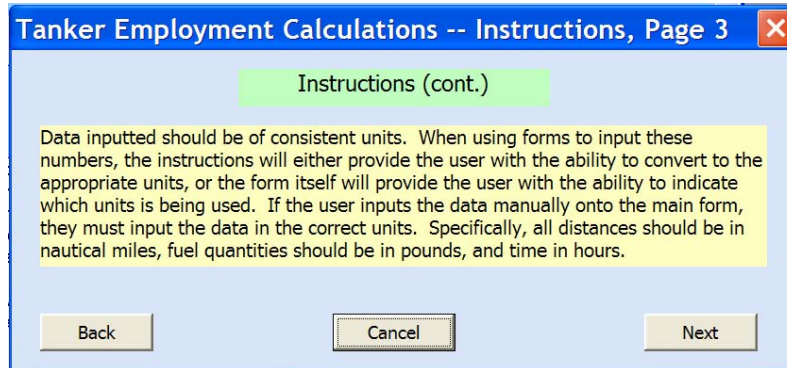 Tanker Employment Calculations -- Instructions, Page 3
Instructions (cont.)
Data inputted should be of consistent units. When using forms to input these
numbers, the instructions will either provide the user with the ability to convert to the
appropriate units, or the form itself will provide the user with the ability to indicate
which units is being used. If the user inputs the data manually onto the main form,
they must input the data in the correct units. Specifically, all distances should be in
nautical miles, fuel quantities should be in pounds, and time in hours.
Back
Cancel
Next